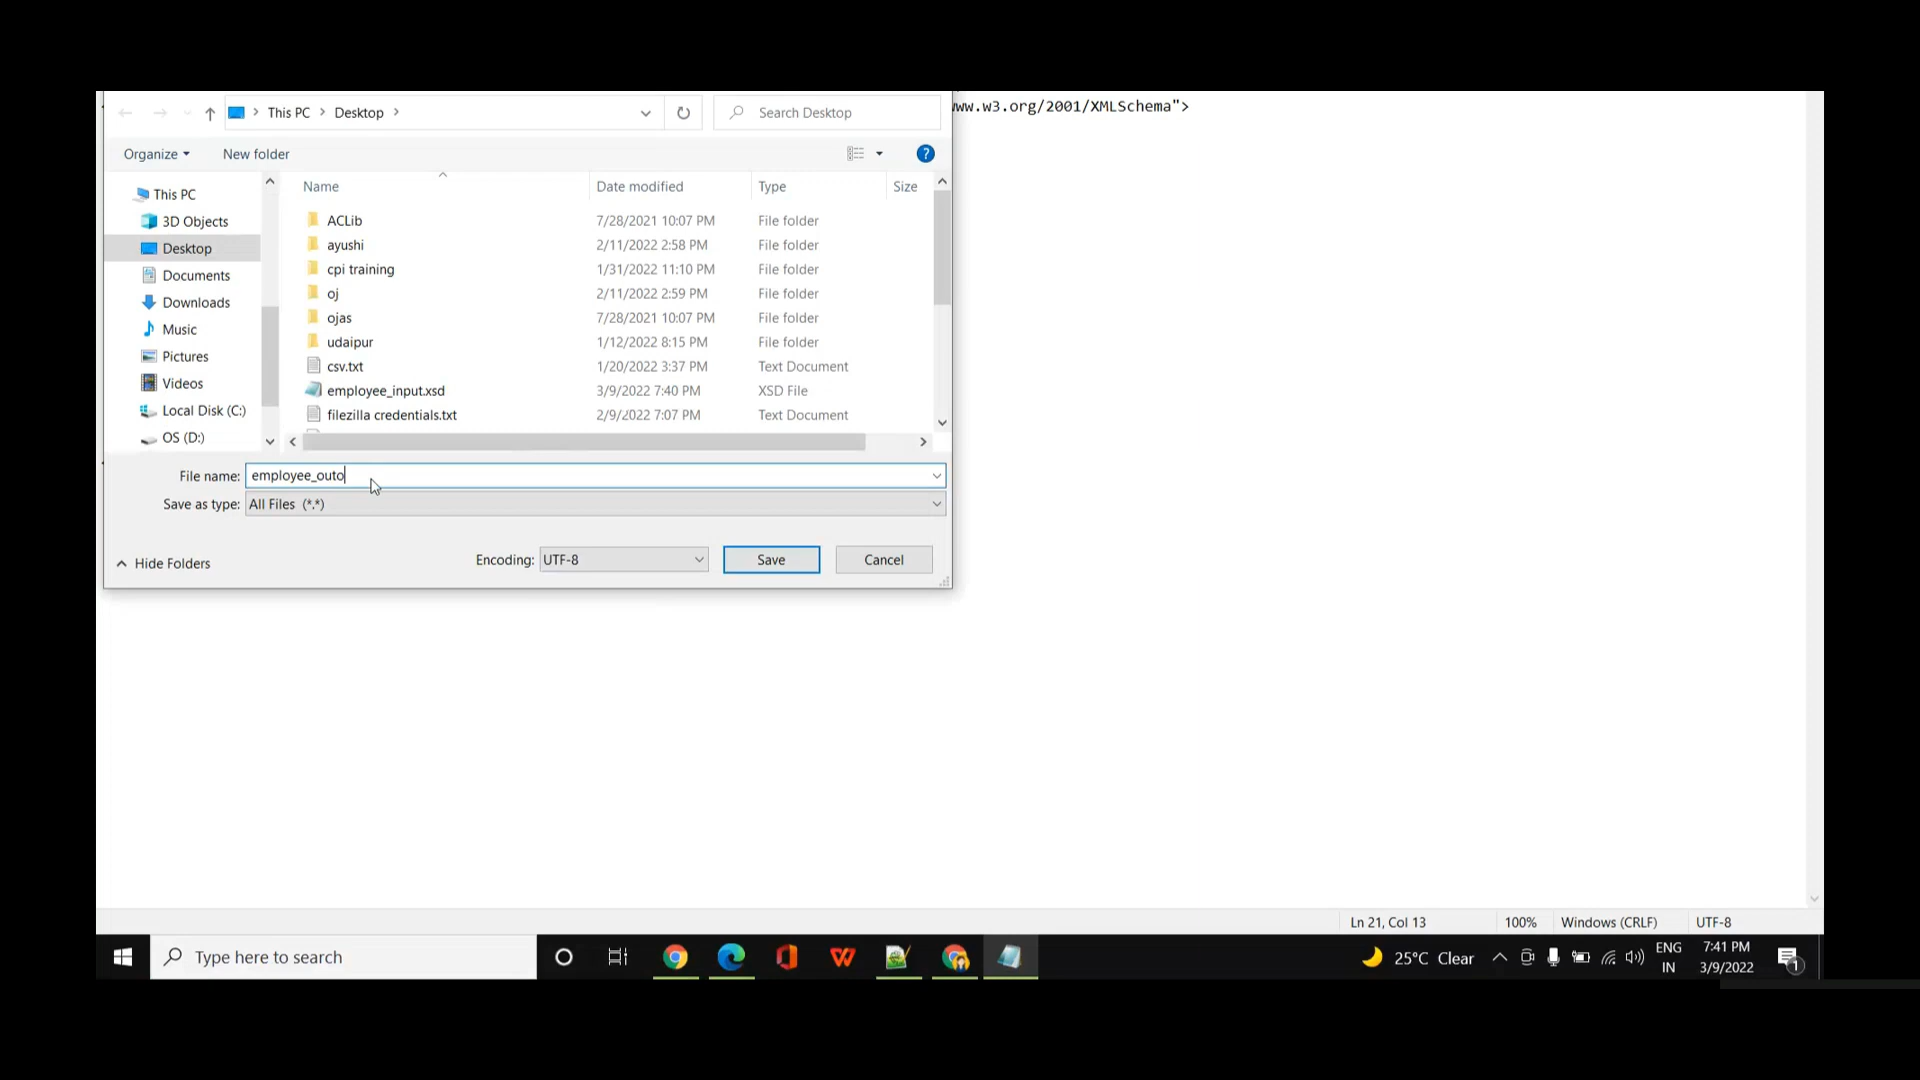 This PC > Desktop >
Search Desktop
www.w3.org/2001/XMLSchema">
Organize
New folder
?
Name
Date modified
Type
Size
This PC
3D Objects
Desktop
Documents
Downloads
Music
Pictures
Videos
Local Disk (C:)
OS (D:)
ACLib 7/28/2021 10:07 PM File folder
ayushi 2/11/2022 2:58 PM File folder
cpi training 1/31/2022 11:10 PM File folder
oj 2/11/2022 2:59 PM File folder
ojas 7/28/2021 10:07 PM File folder
udaipur 1/12/2022 8:15 PM File folder
csv.txt 1/20/2022 3:37 PM Text Document
employee_input.xsd 3/9/2022 7:40 PM XSD File
filezilla credentials.txt 2/9/2022 7:07 PM Text Document
File name: employee_outo
Save as type: All Files (*.*)
Hide Folders
Encoding: UTF-8
Save
Cancel
Ln 21, Col 13
100%
Windows (CRLF)
UTF-8
Type here to search
25°C Clear
ENG
IN
7:41 PM
3/9/2022
1